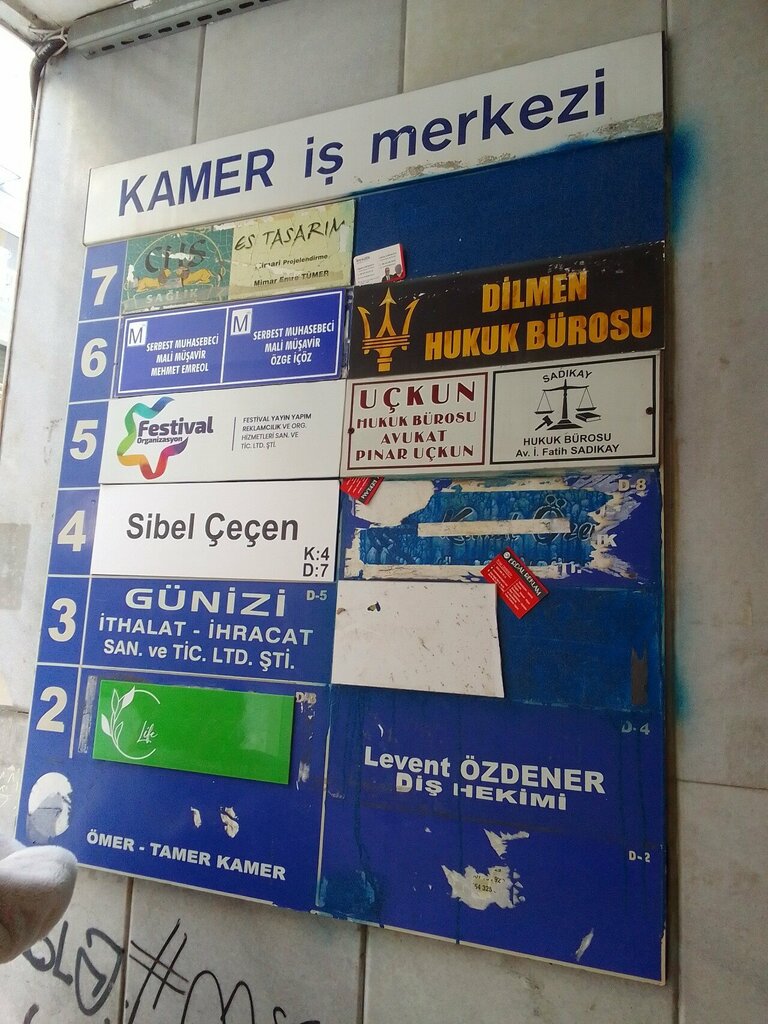 KAMER iş merkezi
7
SAĞLIK
ES TASARIM
Mimari Projelendirme
Mimar Emre TÜMER
6
M
SERBEST MUHASEBECİ
MALİ MÜŞAVİR
MEHMET EMREOL
M
SERBEST MUHASEBECİ
MALİ MÜŞAVİR
ÖZGE İÇÖZ
DİLMEN
HUKUK BÜROSU
5
Festival
Organizasyon
FESTİVAL YAYIN YAPIM
REKLAMCILIK VE ORG.
HİZMETLERİ SAN. VE
TİC. LTD. ŞTİ.
UÇKUN
HUKUK BÜROSU
AVUKAT
PINAR UÇKUN
SADIKAY
HUKUK BÜROSU
Av. İ. Fatih SADIKAY
4
Sibel Çeçen
K:4
D:7
D-8
3
GÜNİZİ
D-5
İTHALAT - İHRACAT
SAN. ve TİC. LTD. ŞTİ.
REKLAM
2
Life
D-4
Levent ÖZDENER
DİŞ HEKİMİ
ÖMER - TAMER KAMER
D-2